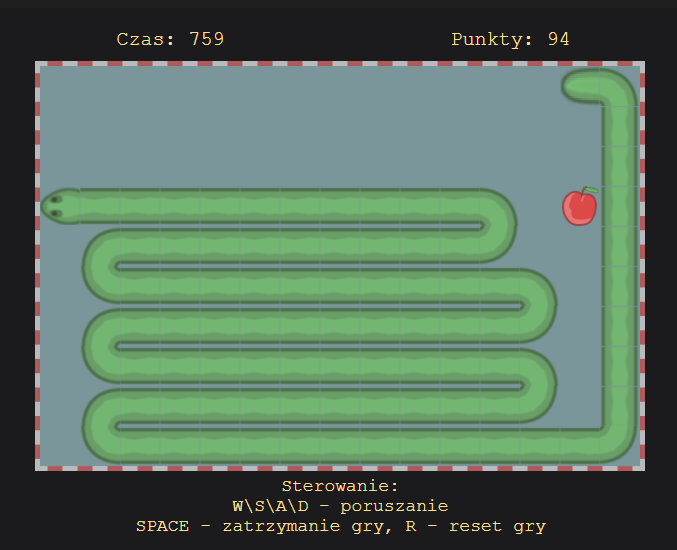 Czas: 759 Punkty: 94
Sterowanie:
W\S\A\D - poruszanie
SPACE - zatrzymanie gry, R - reset gry